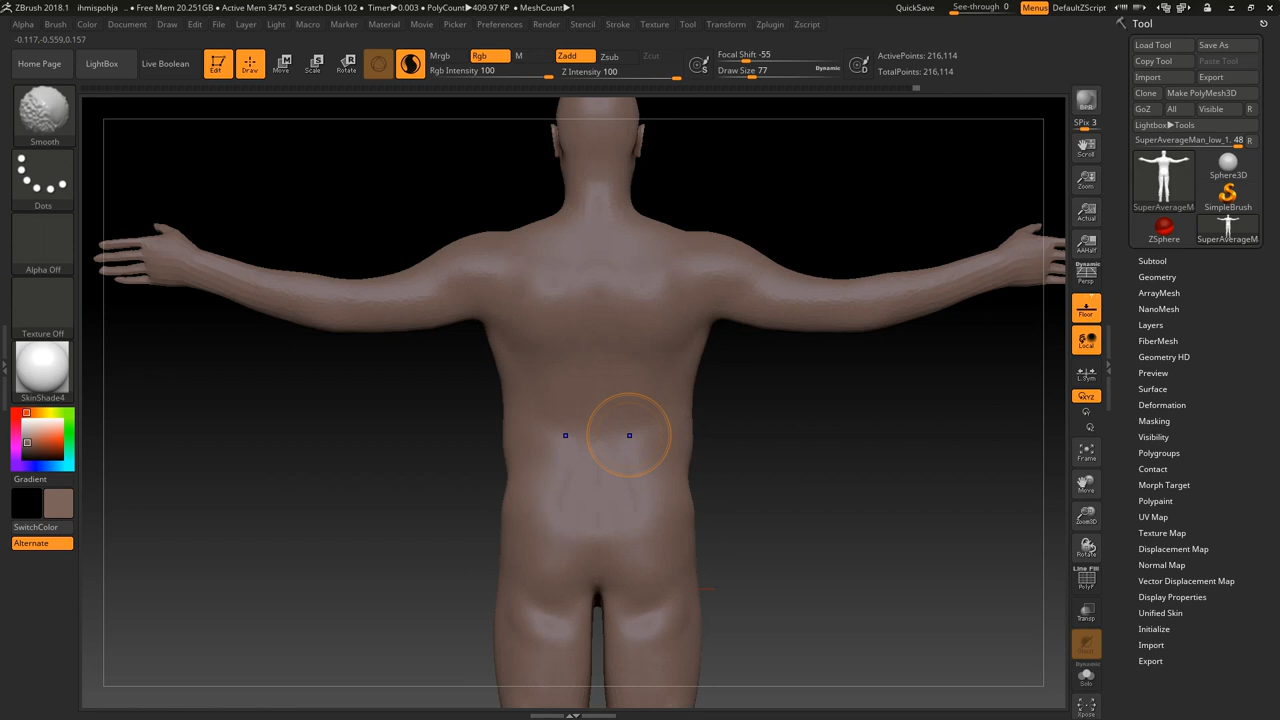 ZBrush 2018.1 ihmispohja .. • Free Mem 20.251GB • Active Mem 3475 • Scratch Disk 102 • Timer▶0.003 • PolyCount▶409.97 KP • MeshCount▶1
QuickSave See-through 0 Menus DefaultZScript
Alpha Brush Color Document Draw Edit File Layer Light Macro Marker Material Movie Picker Preferences Render Stencil Stroke Texture Tool Transform Zplugin Zscript
-0.117,-0.559,0.157
Home Page LightBox Live Boolean
Edit Draw Move Scale Rotate
Mrgb Rgb M Zadd Zsub Zcut
Rgb Intensity 100 Z Intensity 100
Focal Shift -55
Draw Size 77 Dynamic
S D
ActivePoints: 216,114
TotalPoints: 216,114
Smooth
Dots
Alpha Off
Texture Off
SkinShade4
Gradient
SwitchColor
Alternate
BPR
SPix 3
Scroll
Zoom
Actual
AAHalf
Persp
Floor
Local
L.Sym
XYZ
Frame
Move
Zoom3D
Rotate
Line Fill
PolyF
Transp
Ghost
Dynamic
Solo
Xpose
Tool
Load Tool Save As
Copy Tool Paste Tool
Import Export
Clone Make PolyMesh3D
GoZ All Visible R
Lightbox▶Tools
SuperAverageMan_low_1. 48 R
SuperAverageM Sphere3D
SimpleBrush
ZSphere SuperAverageM
Subtool
Geometry
ArrayMesh
NanoMesh
Layers
FiberMesh
Geometry HD
Preview
Surface
Deformation
Masking
Visibility
Polygroups
Contact
Morph Target
Polypaint
UV Map
Texture Map
Displacement Map
Normal Map
Vector Displacement Map
Display Properties
Unified Skin
Initialize
Import
Export